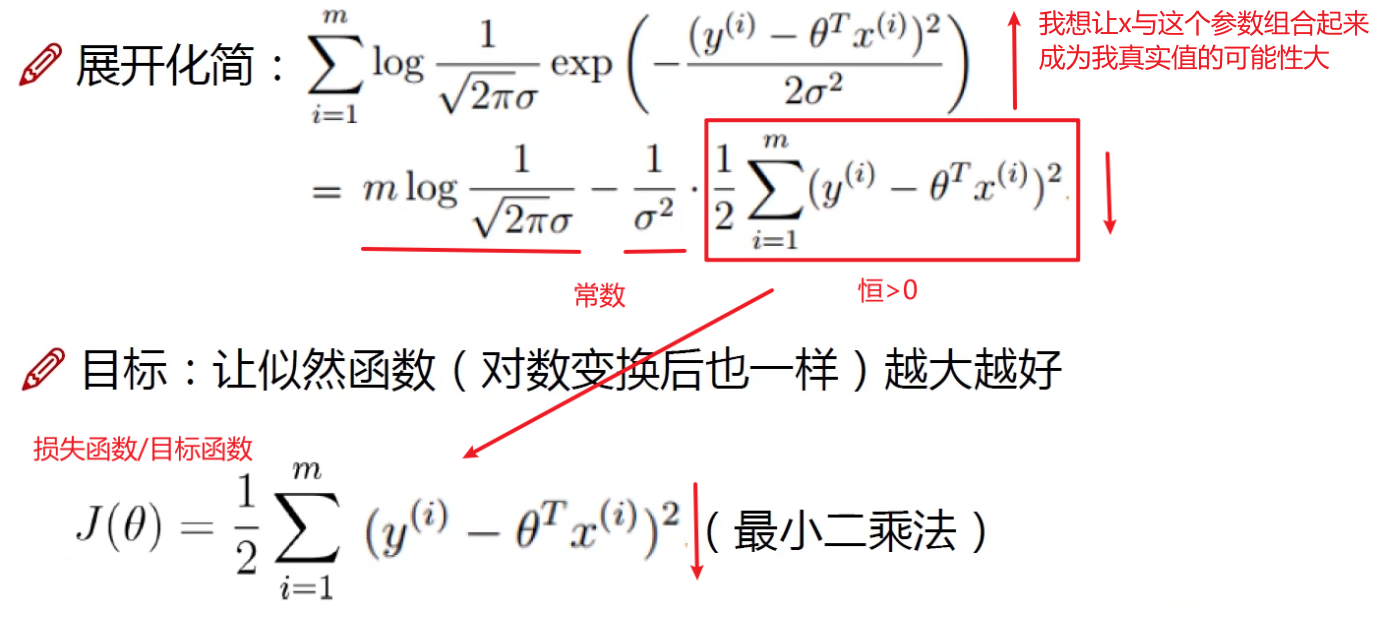 展开化简： $\sum_{i=1}^{m} \log \frac{1}{\sqrt{2\pi}\sigma} \exp\left(-\frac{(y^{(i)} - \theta^T x^{(i)})^2}{2\sigma^2}\right)$
我想让x与这个参数组合起来
成为我真实值的可能性大
$= m \log \frac{1}{\sqrt{2\pi}\sigma} - \frac{1}{\sigma^2} \cdot \frac{1}{2} \sum_{i=1}^{m} (y^{(i)} - \theta^T x^{(i)})^2.$
常数
恒>0
目标：让似然函数（对数变换后也一样）越大越好
损失函数/目标函数
$J(\theta) = \frac{1}{2} \sum_{i=1}^{m} (y^{(i)} - \theta^T x^{(i)})^2.$（最小二乘法）